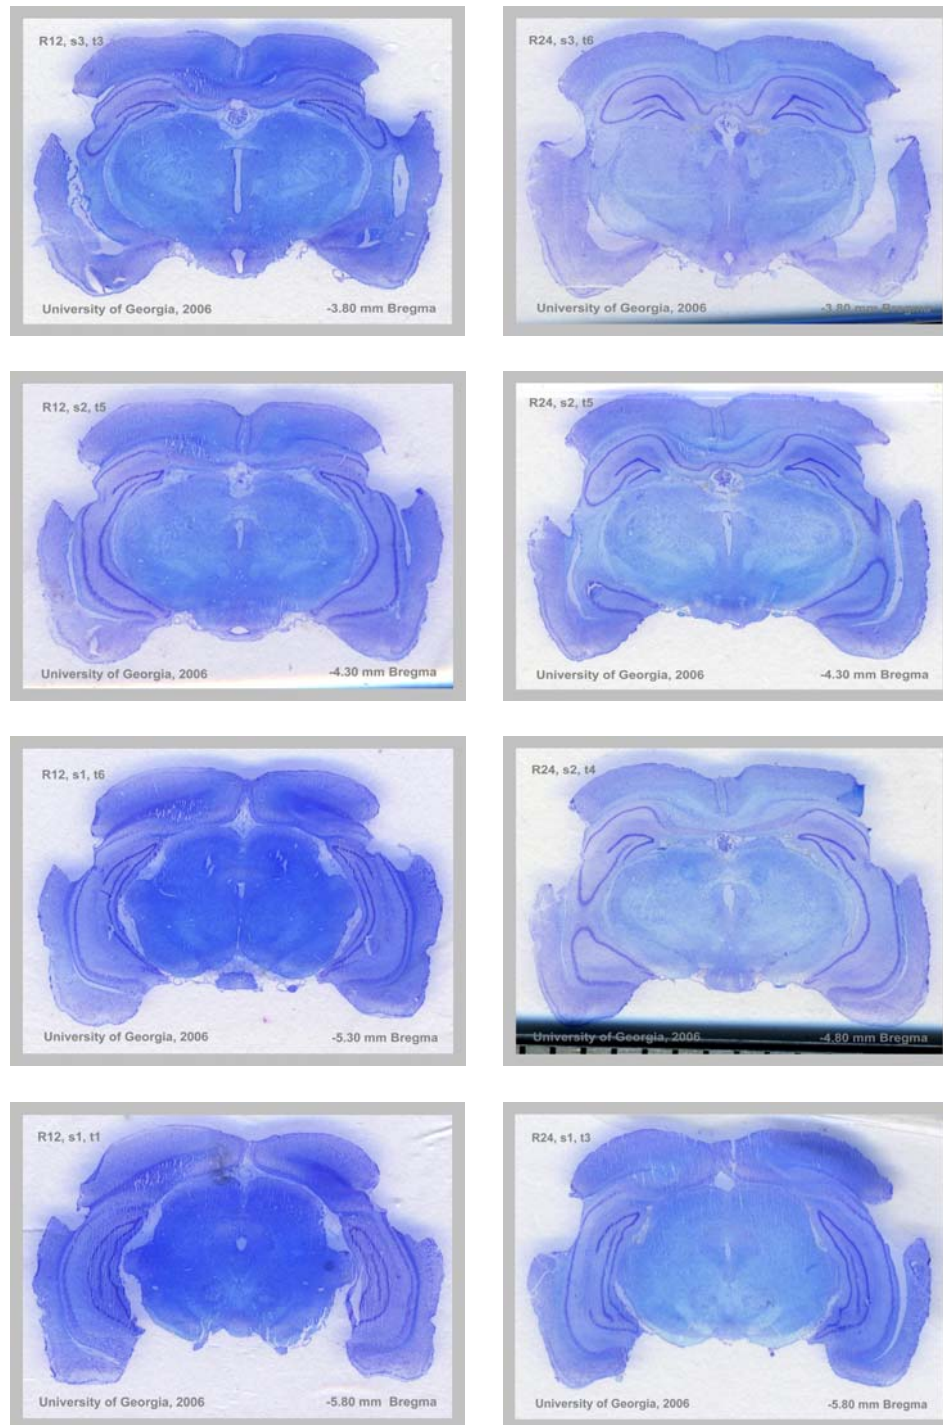 R12, s3, t3
University of Georgia, 2006 -3.80 mm Bregma
R24, s3, t6
University of Georgia, 2006 -3.80 mm Bregma
R12, s2, t5
University of Georgia, 2006 -4.30 mm Bregma
R24, s2, t5
University of Georgia, 2006 -4.30 mm Bregma
R12, s1, t6
University of Georgia, 2006 -5.30 mm Bregma
R24, s2, t4
University of Georgia, 2006 -4.80 mm Bregma
R12, s1, t1
University of Georgia, 2006 -5.80 mm Bregma
R24, s1, t3
University of Georgia, 2006 -5.80 mm Bregma